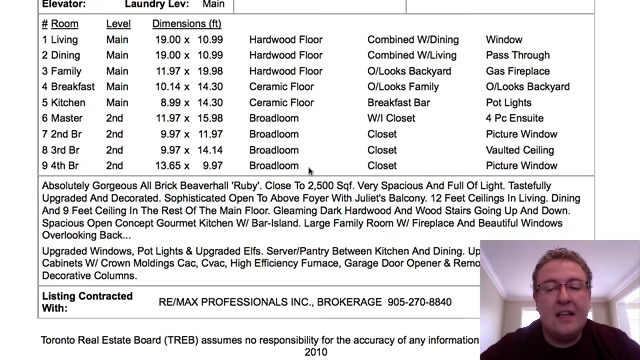 Elevator: Laundry Lev: Main
# Room Level Dimensions (ft)
1 Living Main 19.00 x 10.99 Hardwood Floor Combined W/Dining Window
2 Dining Main 19.00 x 10.99 Hardwood Floor Combined W/Living Pass Through
3 Family Main 11.97 x 19.98 Hardwood Floor O/Looks Backyard Gas Fireplace
4 Breakfast Main 10.14 x 14.30 Ceramic Floor O/Looks Family O/Looks Backyard
5 Kitchen Main 8.99 x 14.30 Ceramic Floor Breakfast Bar Pot Lights
6 Master 2nd 11.97 x 15.98 Broadloom W/I Closet 4 Pc Ensuite
7 2nd Br 2nd 9.97 x 11.97 Broadloom Closet Picture Window
8 3rd Br 2nd 9.97 x 14.14 Broadloom Closet Vaulted Ceiling
9 4th Br 2nd 13.65 x 9.97 Broadloom Closet Picture Window
Absolutely Gorgeous All Brick Beaverhall 'Ruby'. Close To 2,500 Sqf. Very Spacious And Full Of Light. Tastefully
Upgraded And Decorated. Sophisticated Open To Above Foyer With Juliet's Balcony. 12 Feet Ceilings In Living. Dining
And 9 Feet Ceiling In The Rest Of The Main Floor. Gleaming Dark Hardwood And Wood Stairs Going Up And Down.
Spacious Open Concept Gourmet Kitchen W/ Bar-Island. Large Family Room W/ Fireplace And Beautiful Windows
Overlooking Back...
Upgraded Windows, Pot Lights & Upgraded Elfs. Server/Pantry Between Kitchen And Dining.
Cabinets W/ Crown Moldings Cac, Cvac, High Efficiency Furnace, Garage Door Opener &
Decorative Columns.
Listing Contracted RE/MAX PROFESSIONALS INC., BROKERAGE 905-270-8840
With:
Toronto Real Estate Board (TREB) assumes no responsibility for the accuracy of any information
2010